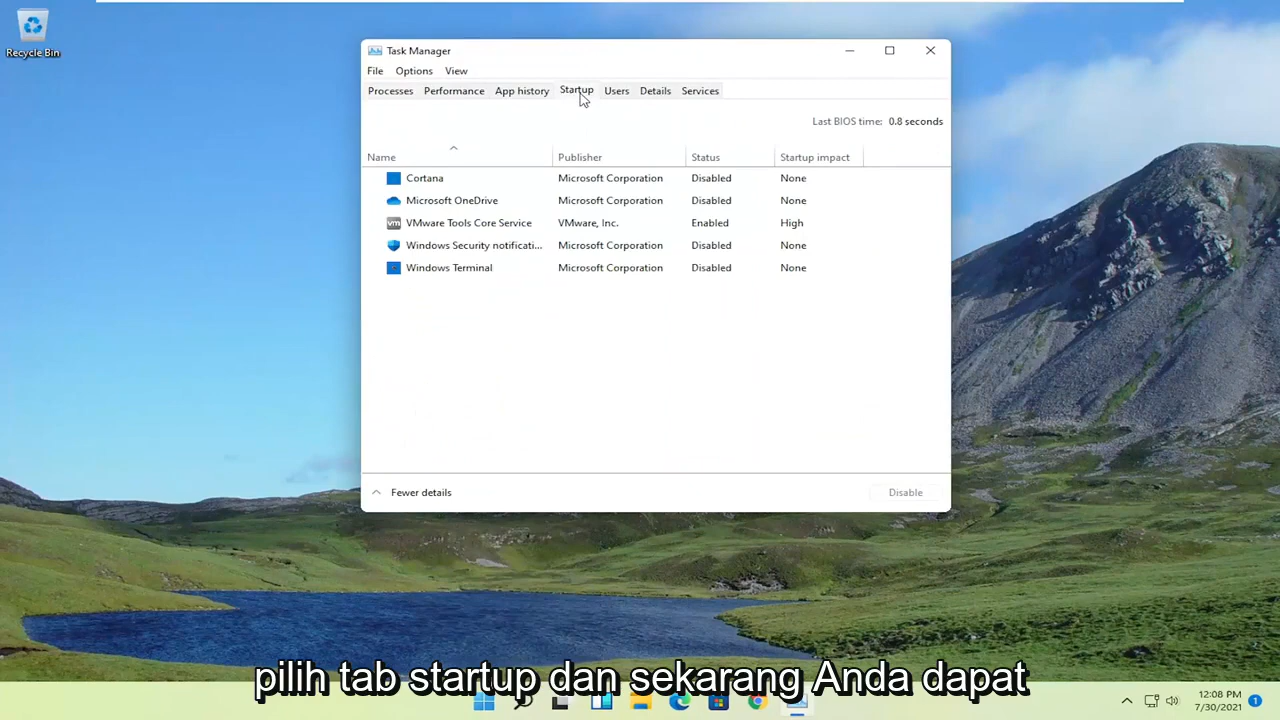 Recycle Bin
Task Manager
File Options View
Processes Performance App history Startup Users Details Services
Last BIOS time: 0.8 seconds
Name Publisher Status Startup impact
Cortana Microsoft Corporation Disabled None
Microsoft OneDrive Microsoft Corporation Disabled None
vm VMware Tools Core Service VMware, Inc. Enabled High
Windows Security notificati... Microsoft Corporation Disabled None
Windows Terminal Microsoft Corporation Disabled None
Fewer details Disable
pilih tab startup dan sekarang Anda dapat
12:08 PM
7/30/2021 1